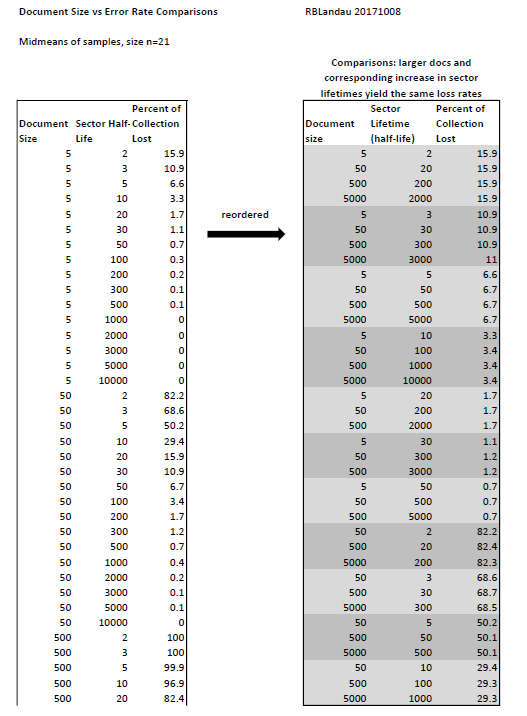 Document Size vs Error Rate Comparisons
RBLandau 20171008
Midmeans of samples, size n=21
Percent of
Document Sector Half- Collection
Size Life Lost
5 2 15.9
5 3 10.9
5 5 6.6
5 10 3.3
5 20 1.7
5 30 1.1
5 50 0.7
5 100 0.3
5 200 0.2
5 300 0.1
5 500 0.1
5 1000 0
5 2000 0
5 3000 0
5 5000 0
5 10000 0
50 2 82.2
50 3 68.6
50 5 50.2
50 10 29.4
50 20 15.9
50 30 10.9
50 50 6.7
50 100 3.4
50 200 1.7
50 300 1.2
50 500 0.7
50 1000 0.4
50 2000 0.2
50 3000 0.1
50 5000 0.1
50 10000 0
500 2 100
500 3 100
500 5 99.9
500 10 96.9
500 20 82.4
reordered
Comparisons: larger docs and
corresponding increase in sector
lifetimes yield the same loss rates
Sector Percent of
Document Lifetime Collection
size (half-life) Lost
5 2 15.9
50 20 15.9
500 200 15.9
5000 2000 15.9
5 3 10.9
50 30 10.9
500 300 10.9
5000 3000 11
5 5 6.6
50 50 6.7
500 500 6.7
5000 5000 6.7
5 10 3.3
50 100 3.4
500 1000 3.4
5000 10000 3.4
5 20 1.7
50 200 1.7
500 2000 1.7
5 30 1.1
50 300 1.2
500 3000 1.2
5 50 0.7
50 500 0.7
500 5000 0.7
50 2 82.2
500 20 82.4
5000 200 82.3
50 3 68.6
500 30 68.7
5000 300 68.5
50 5 50.2
500 50 50.1
5000 500 50.1
50 10 29.4
500 100 29.3
5000 1000 29.3